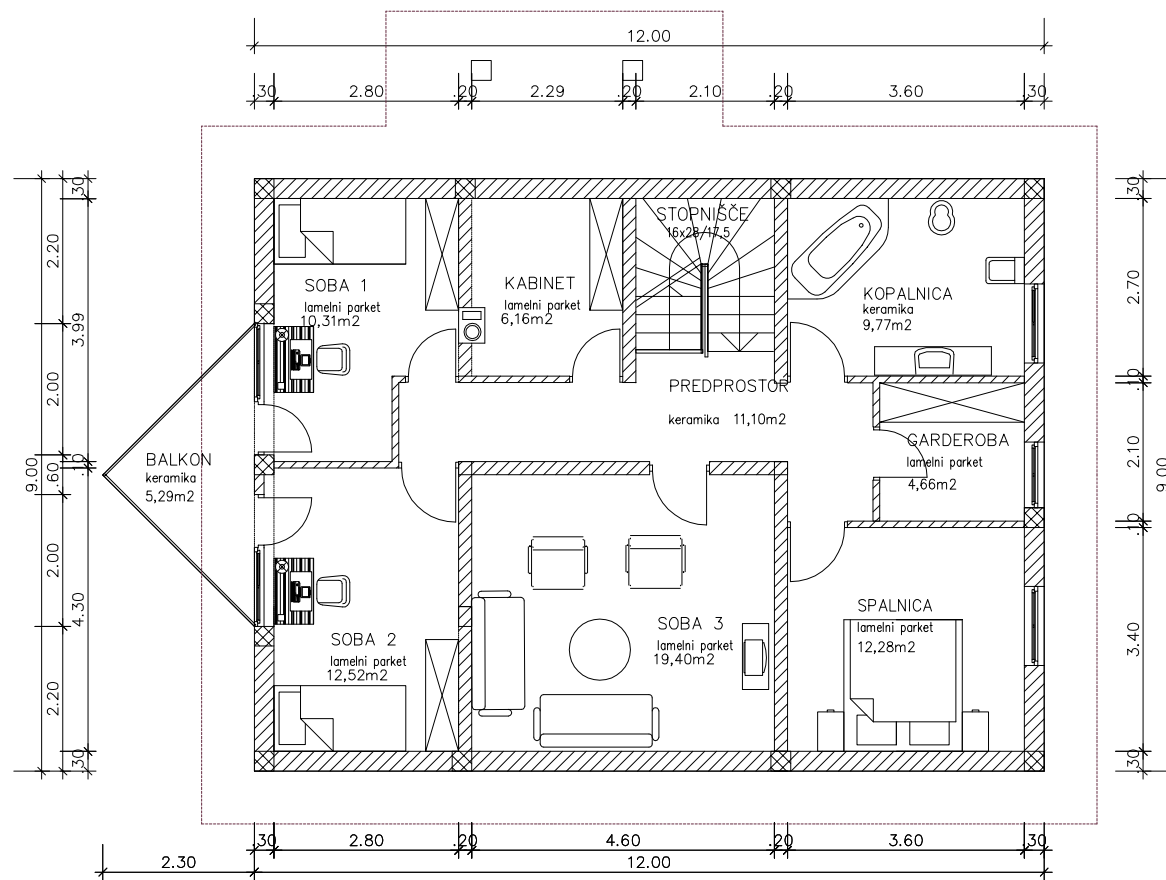 12.00
.30 2.80 .20 2.29 .20 2.10 .20 3.60 .30
STOPNIŠČE
16x28/17,5
SOBA 1
lamelni parket
10,31m2
KABINET
lamelni parket
6,16m2
KOPALNICA
keramika
9,77m2
PREDPROSTOR
keramika 11,10m2
GARDEROBA
lamelni parket
4,66m2
BALKON
keramika
5,29m2
SOBA 2
lamelni parket
12,52m2
SOBA 3
lamelni parket
19,40m2
SPALNICA
lamelni parket
12,28m2
9.00
2.20 2.00 .60 2.00 2.20
.30 3.99 .10 4.30 .30
.30 2.70 .10 2.10 .10 3.40 .30
9.00
.30 2.80 .20 4.60 .20 3.60 .30
2.30 12.00